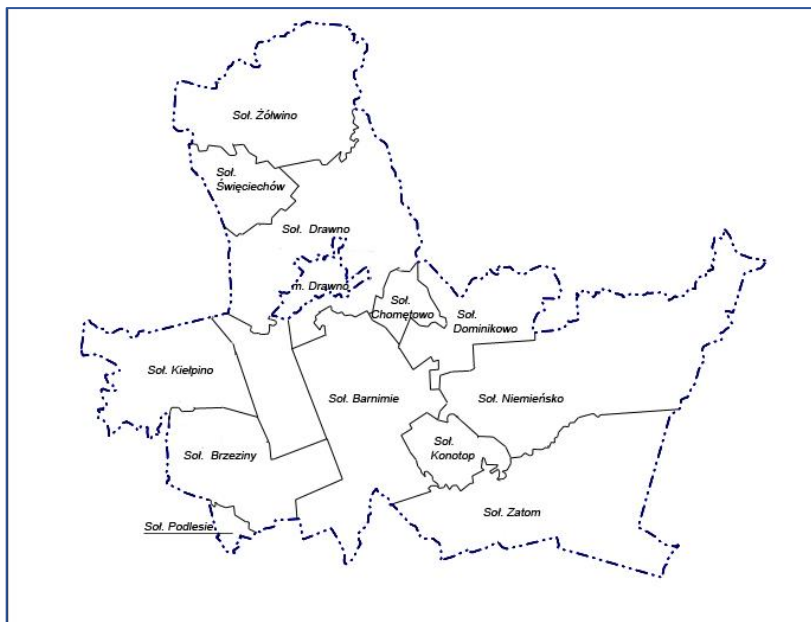 Soł. Żółwino
Soł.
Święciechów
Soł. Drawno
m. Drawno
Soł.
Chomętowo
Soł.
Dominikowo
Soł. Kiełpino
Soł. Barnimie
Soł. Niemieńsko
Soł. Brzeziny
Soł.
Konotop
Soł. Podlesie
Soł. Zatom